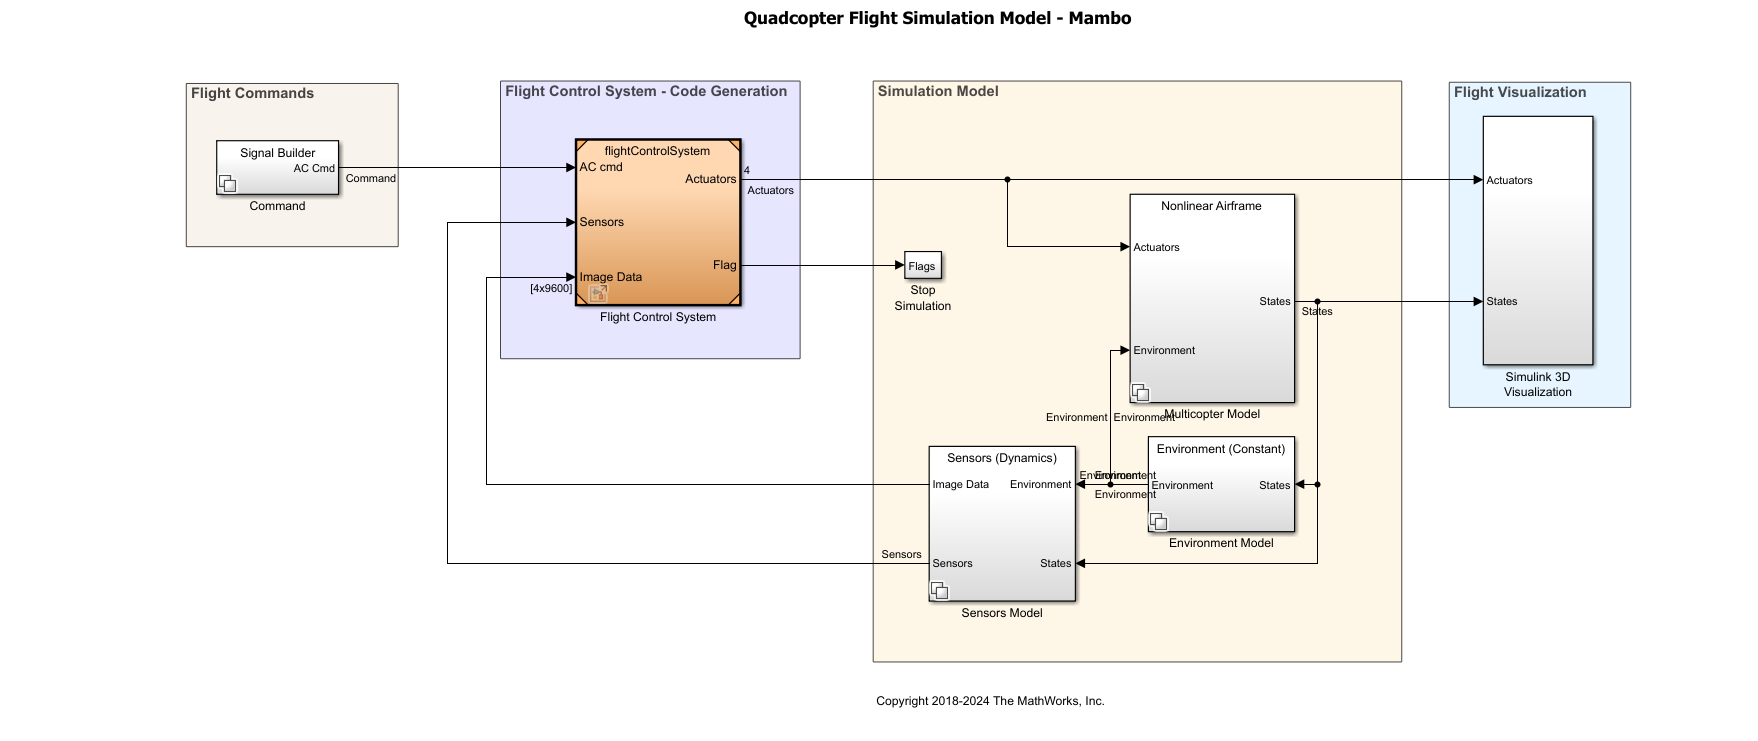 Quadcopter Flight Simulation Model - Mambo
Flight Commands
Signal Builder
AC Cmd
Command
Command
Flight Control System - Code Generation
flightControlSystem
AC cmd
Actuators
4
Actuators
Sensors
Flag
Image Data
[4x9600]
Flight Control System
Simulation Model
Flags
Stop
Simulation
Nonlinear Airframe
Actuators
States
States
Environment
Multicopter Model
Environment
Environment
Sensors (Dynamics)
Image Data
Environment
Sensors
Sensors
States
Sensors Model
Environment
Environment
Environment
Environment (Constant)
Environment
States
Environment Model
Flight Visualization
Actuators
States
Simulink 3D
Visualization
Copyright 2018-2024 The MathWorks, Inc.